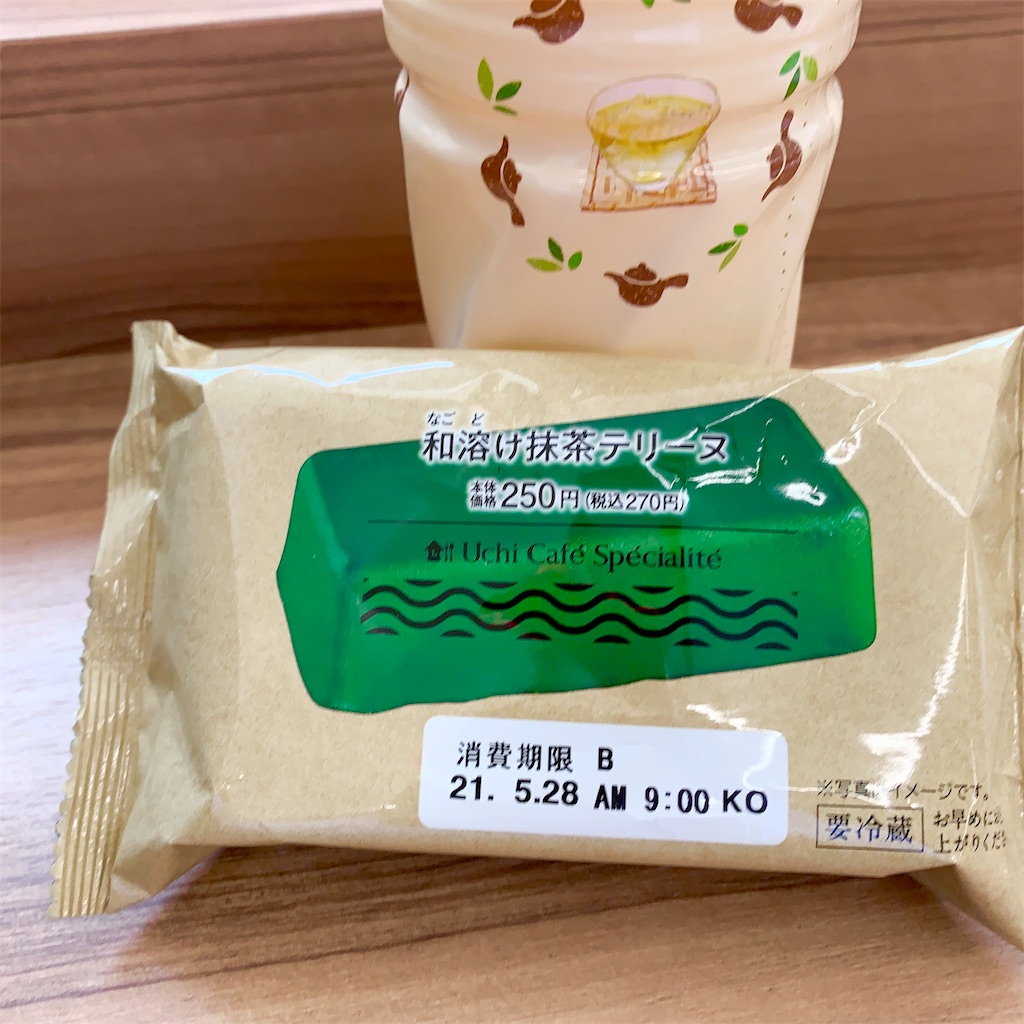 なごど
和溶け抹茶テリーヌ
本体価格250円(税込270円)
Uchi Café Spécialité
消費期限 B
21. 5.28 AM 9:00 KO
※写真はイメージです。
要冷蔵
お早めに
上がりくだ